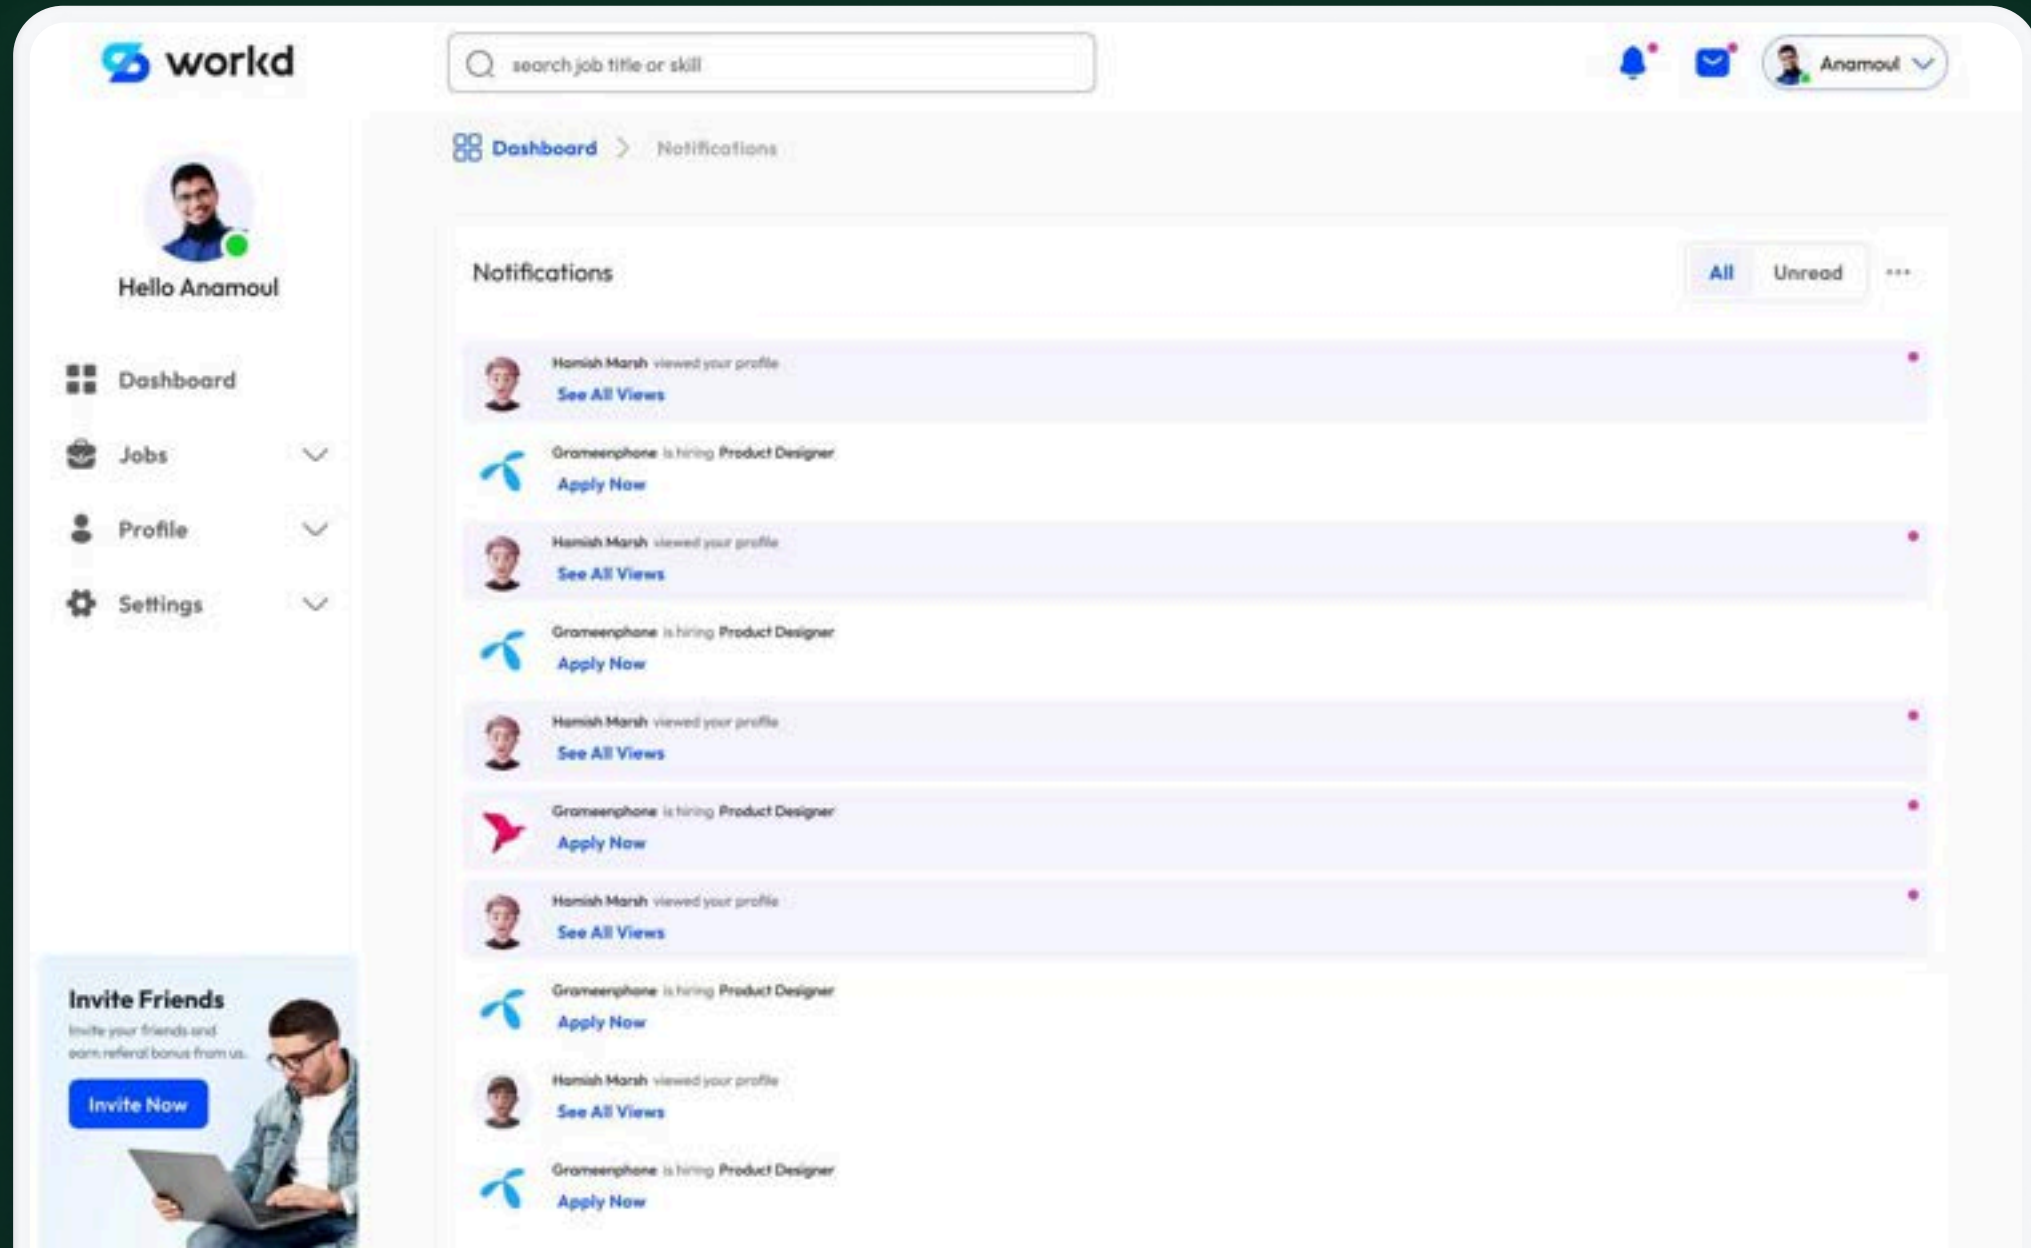 workd
search job title or skill
Anamoul
Dashboard > Notifications
Hello Anamoul
Dashboard
Jobs
Profile
Settings
Invite Friends
Invite your friends and
earn referal bonus from us.
Invite Now
Notifications
All Unread ...
Hamish Marsh viewed your profile
See All Views
Grameenphone is hiring Product Designer
Apply Now
Hamish Marsh viewed your profile
See All Views
Grameenphone is hiring Product Designer
Apply Now
Hamish Marsh viewed your profile
See All Views
Grameenphone is hiring Product Designer
Apply Now
Hamish Marsh viewed your profile
See All Views
Grameenphone is hiring Product Designer
Apply Now
Hamish Marsh viewed your profile
See All Views
Grameenphone is hiring Product Designer
Apply Now